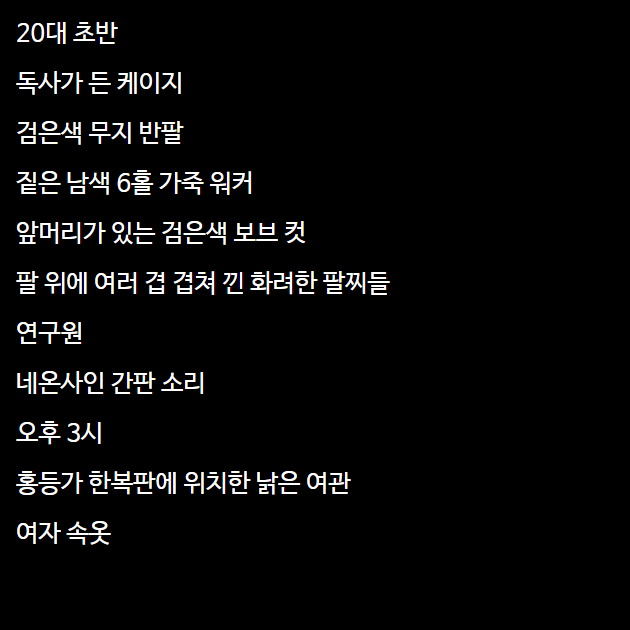 20대 초반
독사가 든 케이지
검은색 무지 반팔
짙은 남색 6홀 가죽 워커
앞머리가 있는 검은색 보브 컷
팔 위에 여러 겹 겹쳐 낀 화려한 팔찌들
연구원
네온사인 간판 소리
오후 3시
홍등가 한복판에 위치한 낡은 여관
여자 속옷